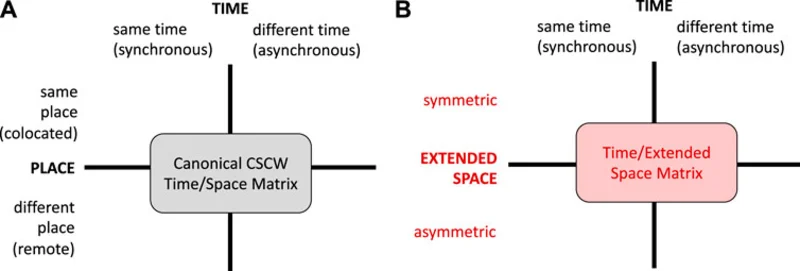 A
TIME
same time
(synchronous)
different time
(asynchronous)
same
place
(colocated)
PLACE
different
place
(remote)
Canonical CSCW
Time/Space Matrix
B
TIME
same time
(synchronous)
different time
(asynchronous)
symmetric
EXTENDED
SPACE
asymmetric
Time/Extended
Space Matrix